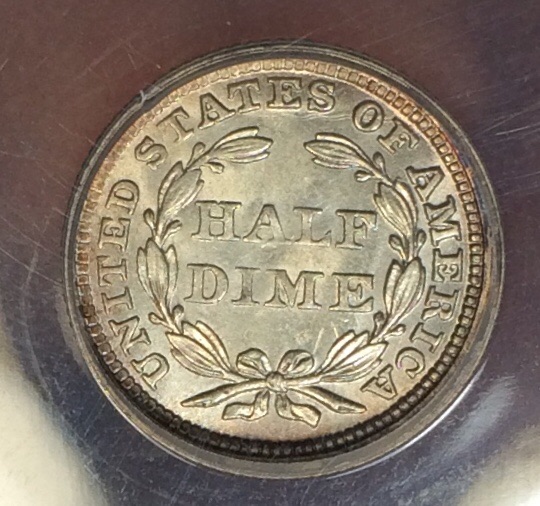 UNITED STATES OF AMERICA
HALF
DIME